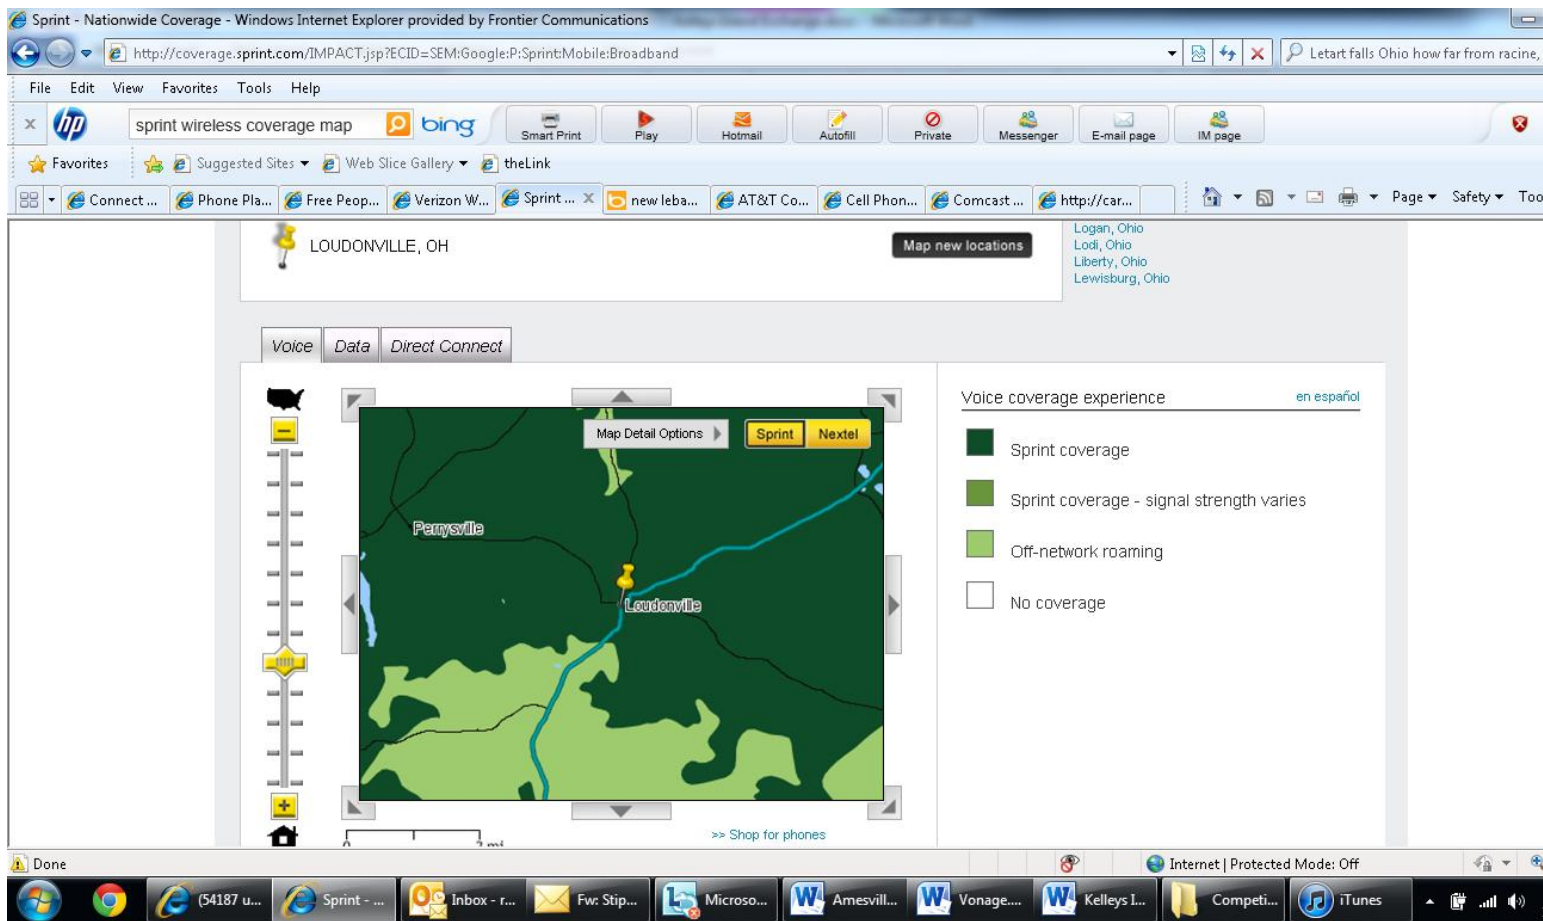 Sprint - Nationwide Coverage - Windows Internet Explorer provided by Frontier Communications
http://coverage.sprint.com/IMPACT.jsp?ECID=SEM:Google:P:Sprint:Mobile:Broadband
Letart falls Ohio how far from racine,
File Edit View Favorites Tools Help
x hp sprint wireless coverage map bing Smart Print Play Hotmail Autofill Private Messenger E-mail page IM page
Favorites Suggested Sites Web Slice Gallery theLink
Connect ... Phone Pla... Free Peop... Verizon W... Sprint ... X new leba... AT&T Co... Cell Phon... Comcast ... http://car... Page Safety Too
LOUDONVILLE, OH
Map new locations
Logan, Ohio
Lodi, Ohio
Liberty, Ohio
Lewisburg, Ohio
Voice Data Direct Connect
Map Detail Options Sprint Nextel
Perrysville
Loudonville
Voice coverage experience en español
Sprint coverage
Sprint coverage - signal strength varies
Off-network roaming
No coverage
0 2 mi
>> Shop for phones
Done Internet | Protected Mode: Off
(54187 u... Sprint - ... Inbox - r... Fw: Stip... Microso... Amesvill... Vonage.... Kelleys I... Competi... iTunes